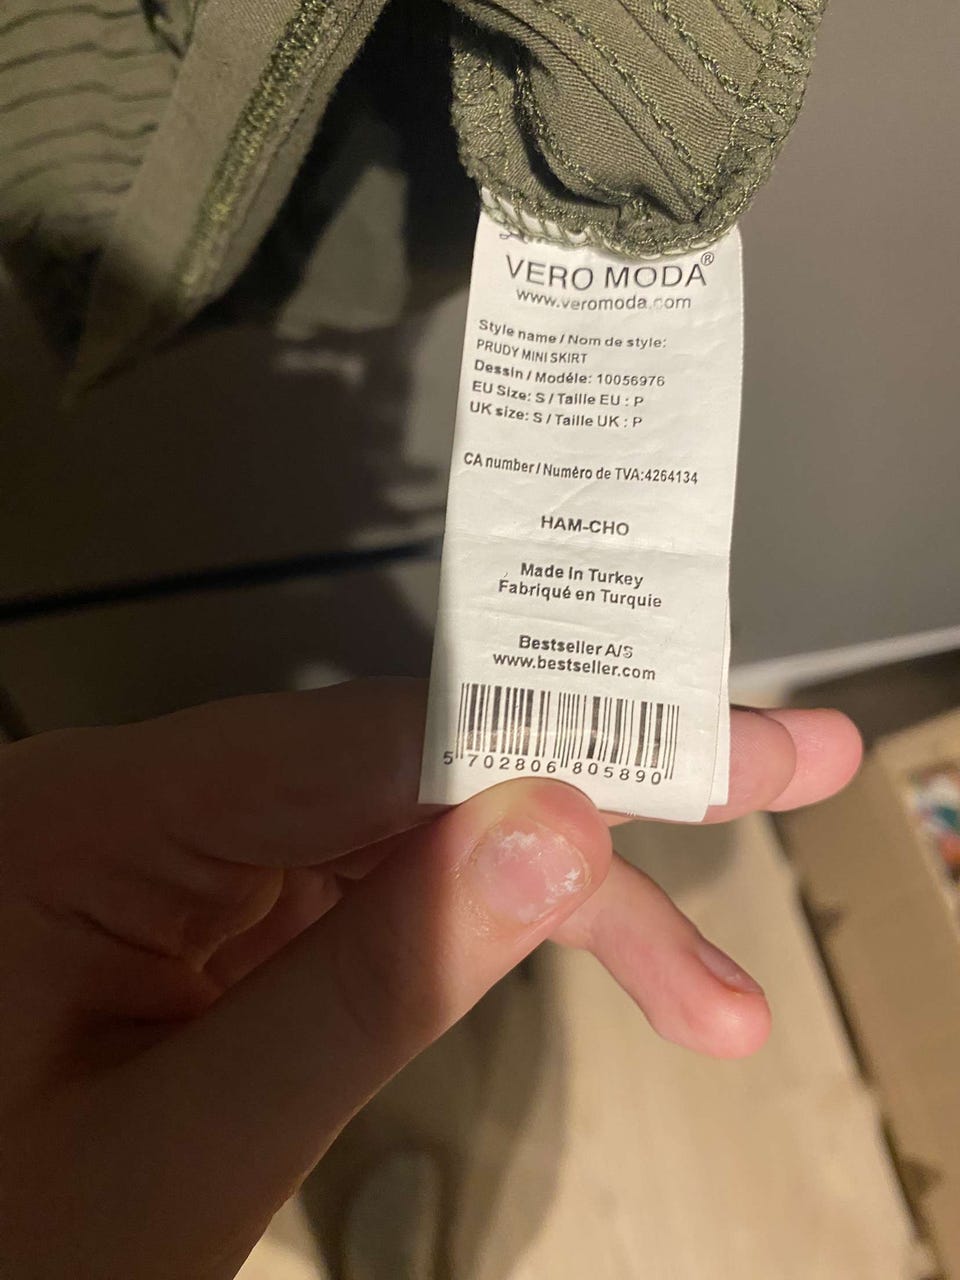 VERO MODA®
www.veromoda.com
Style name / Nom de style:
PRUDY MINI SKIRT
Dessin / Modéle: 10056976
EU Size: S / Taille EU : P
UK size: S / Taille UK : P
CA number / Numéro de TVA:4264134
HAM-CHO
Made In Turkey
Fabriqué en Turquie
Bestseller A/S
www.bestseller.com
5 702806 805890